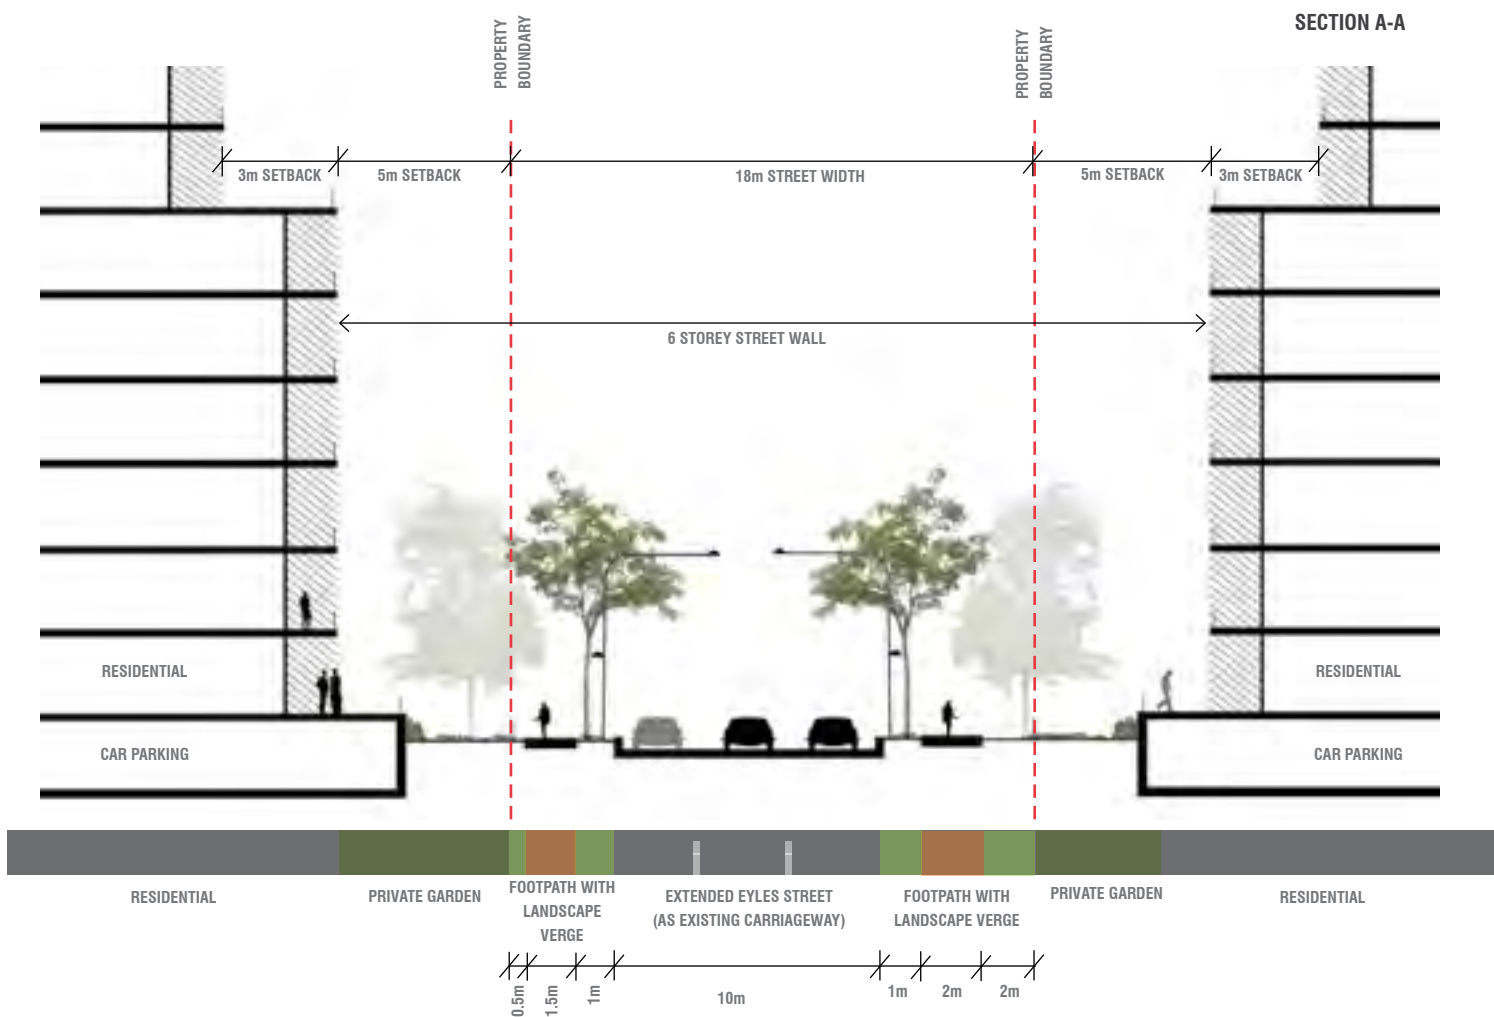 SECTION A-A
PROPERTY
BOUNDARY
PROPERTY
BOUNDARY
3m SETBACK
5m SETBACK
18m STREET WIDTH
5m SETBACK
3m SETBACK
6 STOREY STREET WALL
RESIDENTIAL
RESIDENTIAL
CAR PARKING
CAR PARKING
RESIDENTIAL
PRIVATE GARDEN
FOOTPATH WITH
LANDSCAPE
VERGE
EXTENDED EYLES STREET
(AS EXISTING CARRIAGEWAY)
FOOTPATH WITH
LANDSCAPE VERGE
PRIVATE GARDEN
RESIDENTIAL
0.5m
1.5m
1m
10m
1m
2m
2m